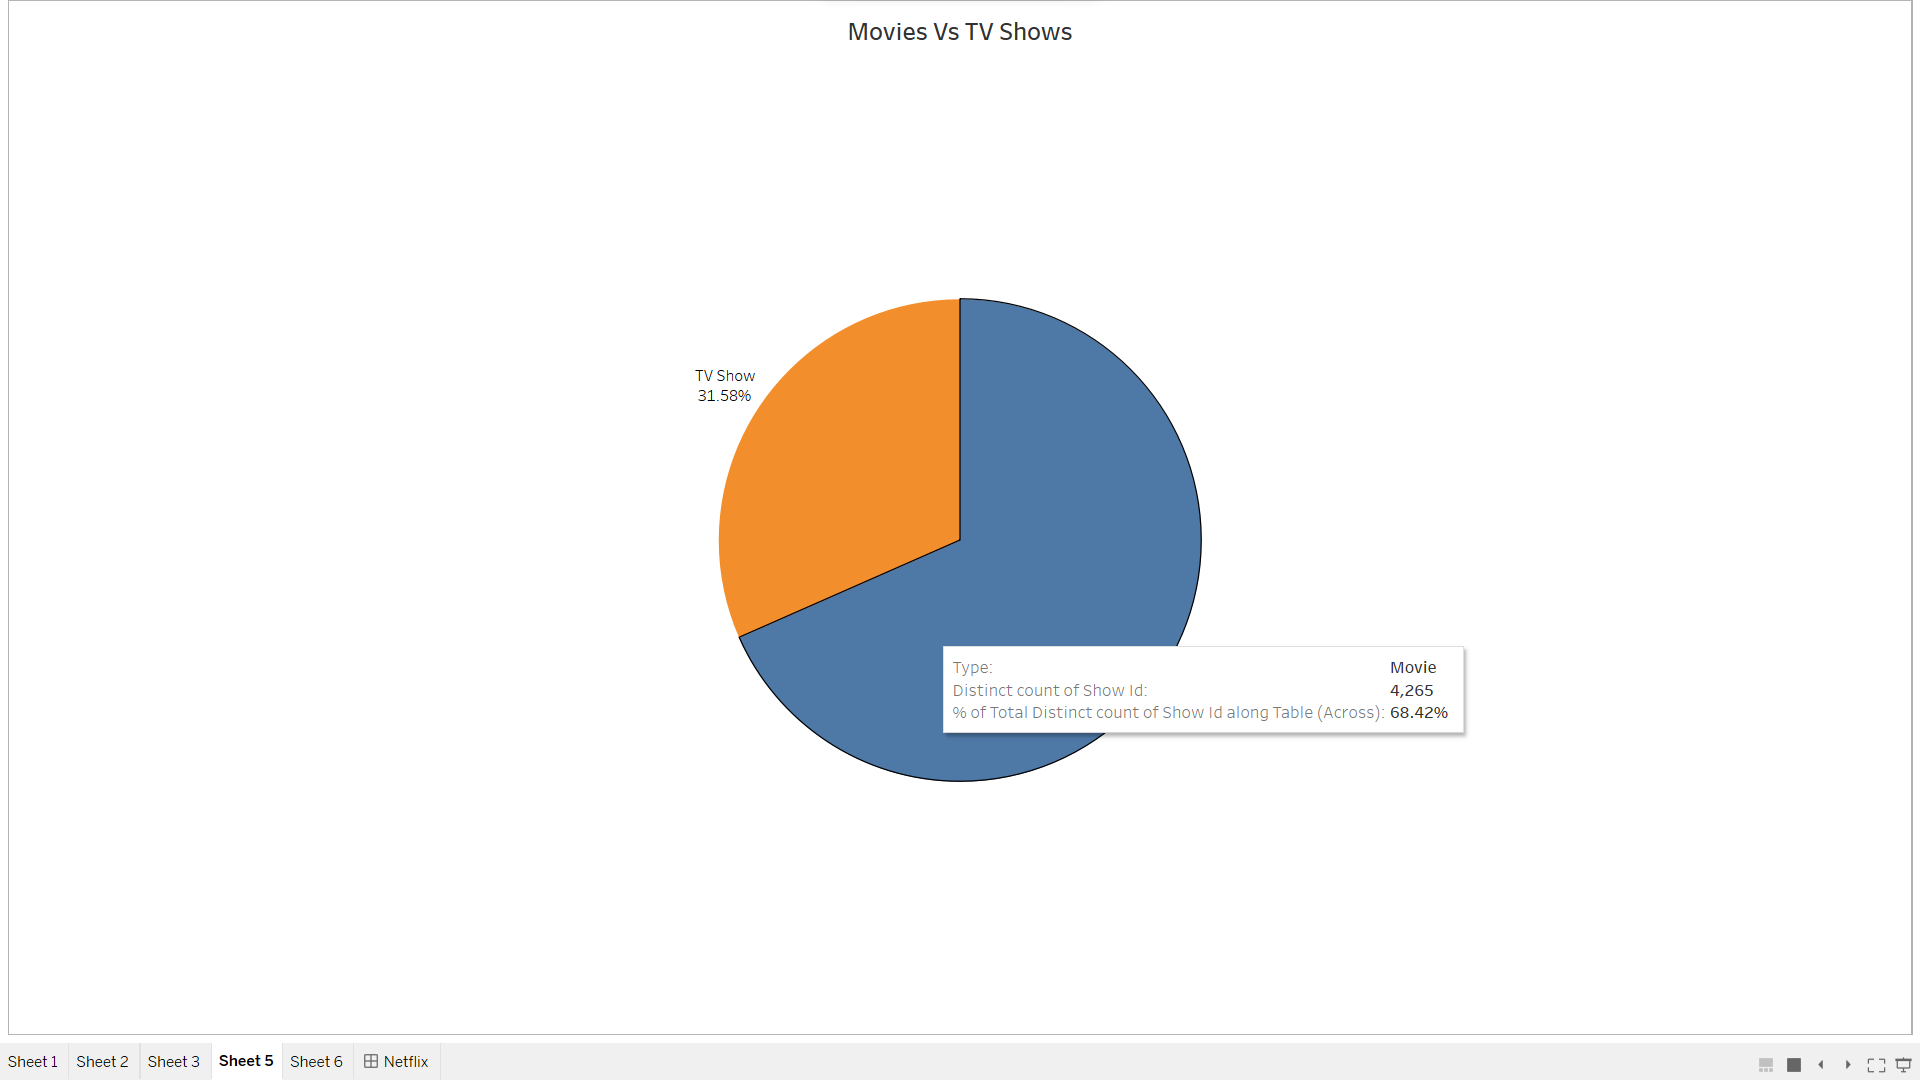 Movies Vs TV Shows
TV Show
31.58%
Type: Movie
Distinct count of Show Id: 4,265
% of Total Distinct count of Show Id along Table (Across): 68.42%
Sheet 1 Sheet 2 Sheet 3 Sheet 5 Sheet 6 Netflix